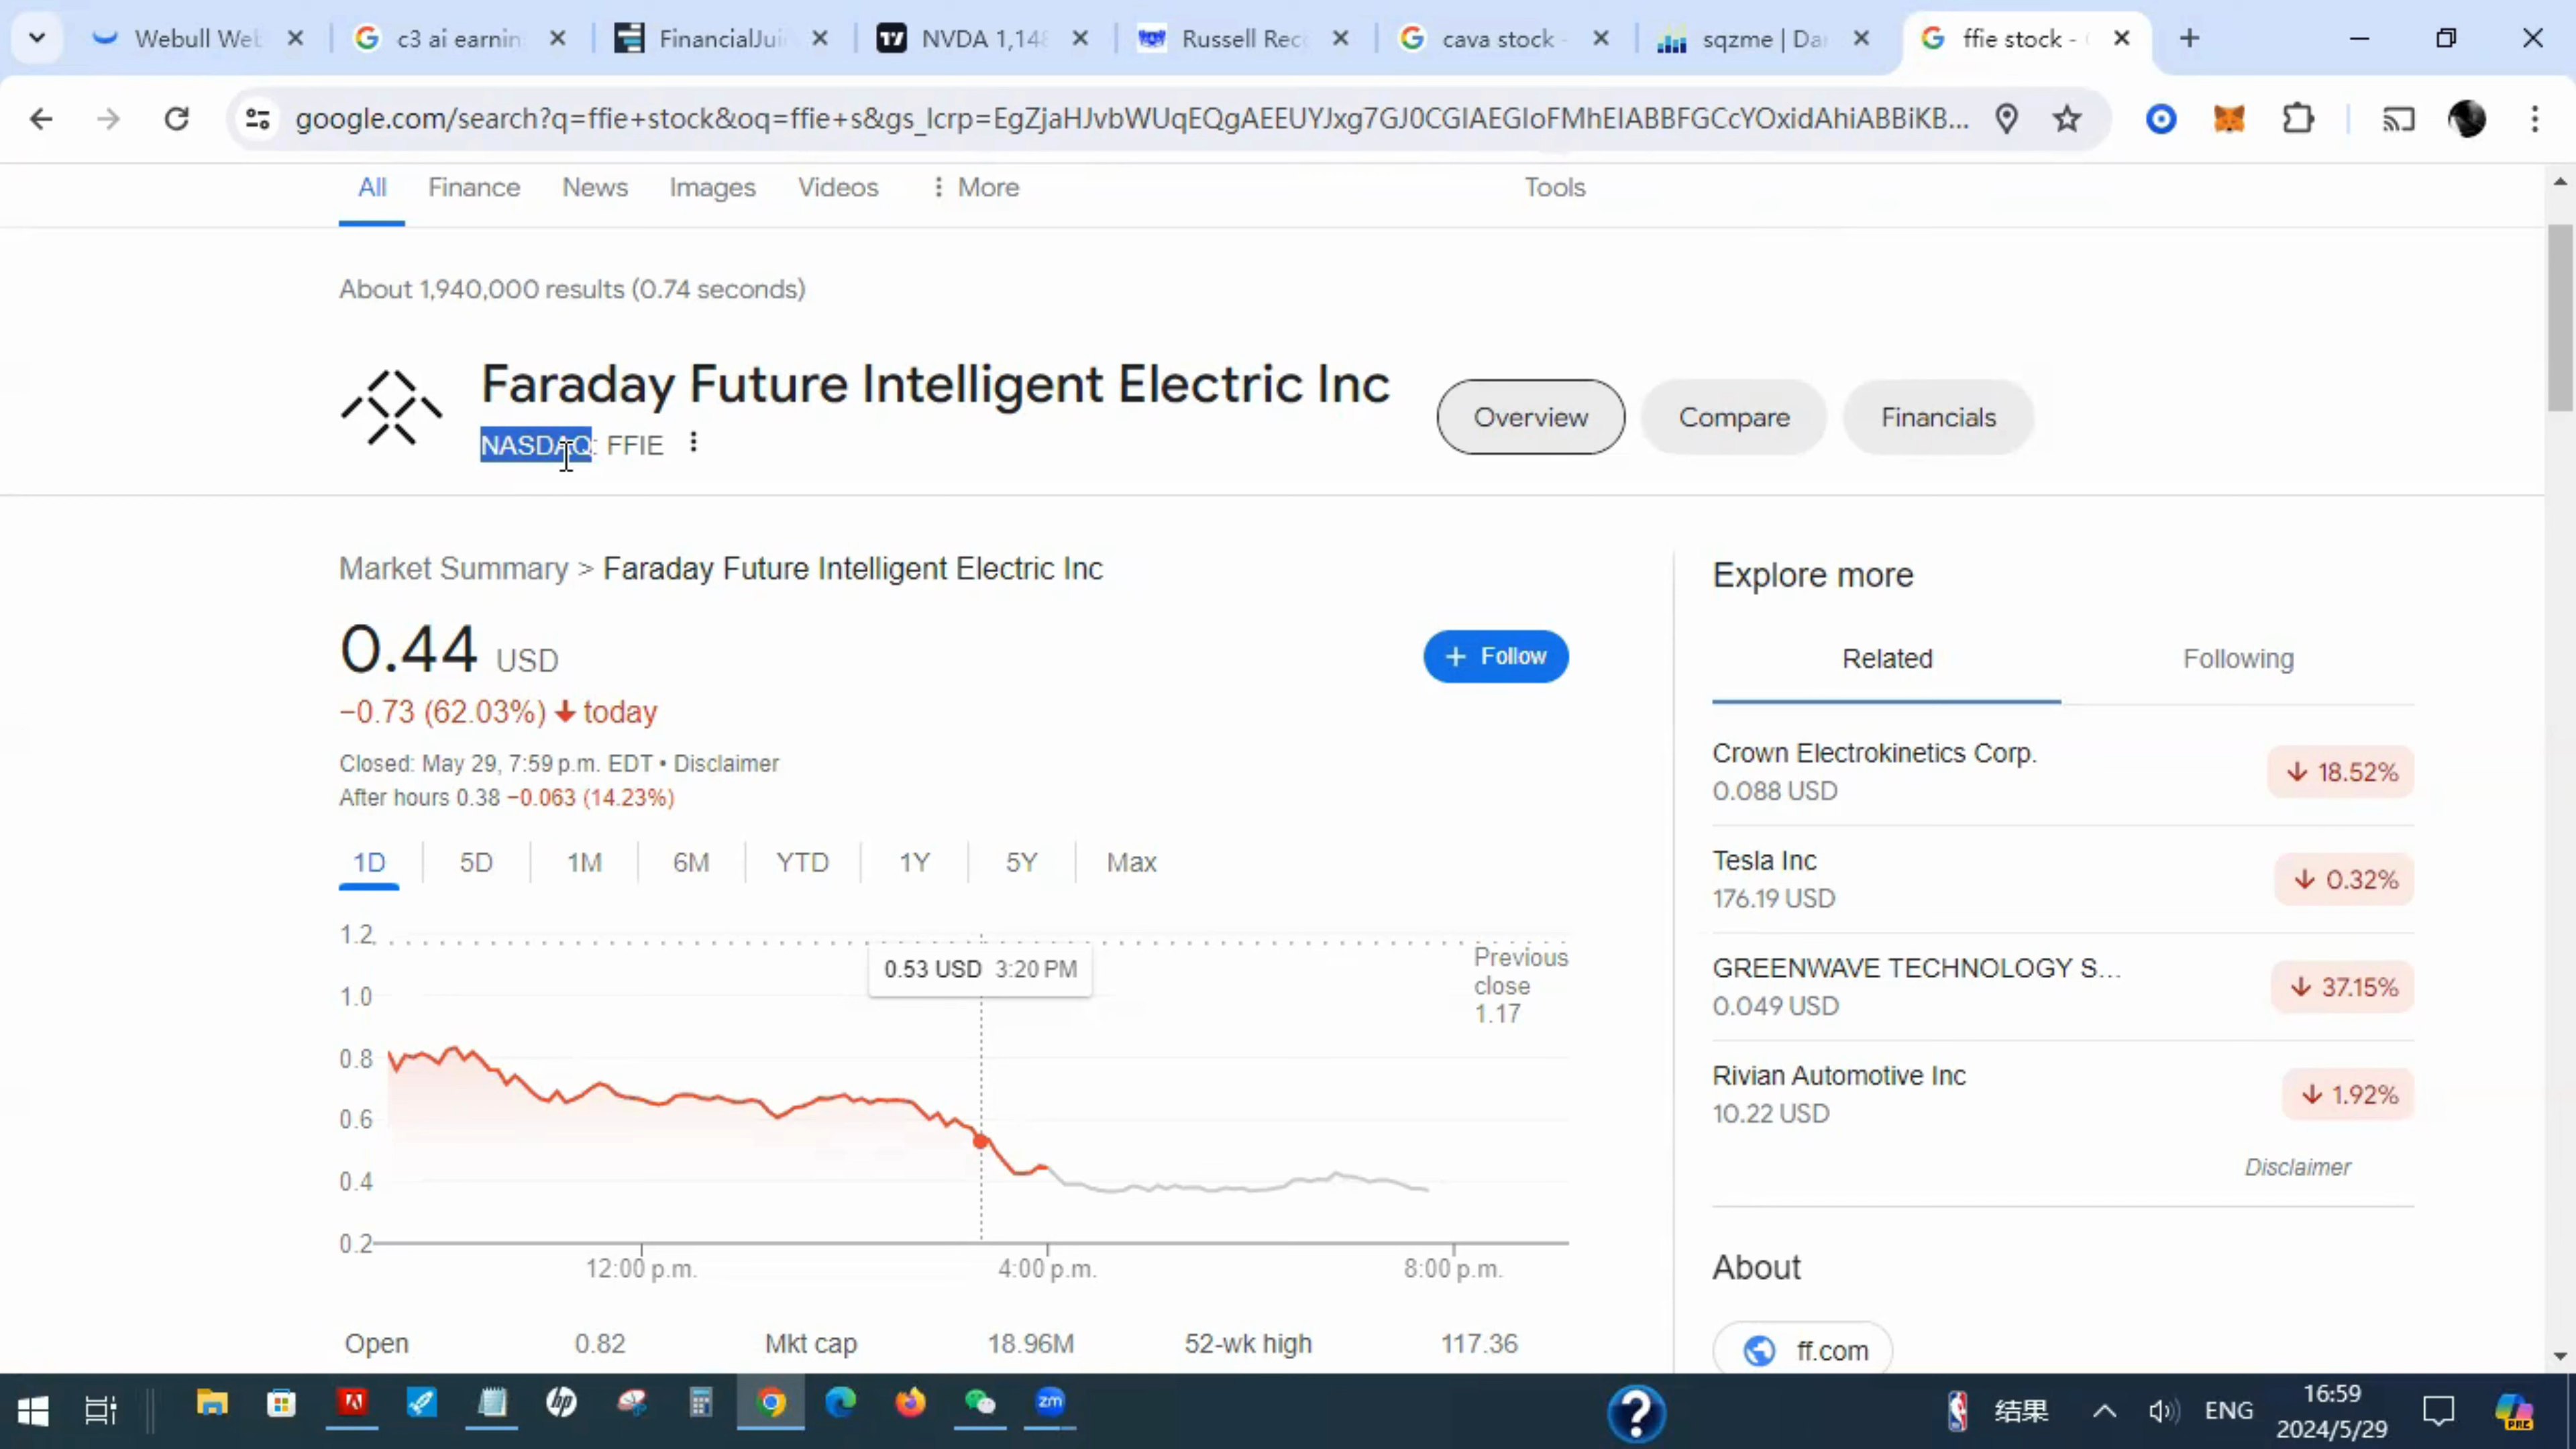 Webull Web
c3 ai earnin
FinancialJui
NVDA 1,148
Russell Rec
cava stock -
sqzme | Da
ffie stock -
google.com/search?q=ffie+stock&oq=ffie+s&gs_lcrp=EgZjaHJvbWUqEQgAEEUYJxg7GJ0CGIAEGIoFMhEIABBFGCcYOxidAhiABBiKB...
All Finance News Images Videos More Tools
About 1,940,000 results (0.74 seconds)
Faraday Future Intelligent Electric Inc
NASDAQ: FFIE
Overview Compare Financials
Market Summary > Faraday Future Intelligent Electric Inc
0.44 USD
+ Follow
−0.73 (62.03%) today
Closed: May 29, 7:59 p.m. EDT • Disclaimer
After hours 0.38 −0.063 (14.23%)
1D 5D 1M 6M YTD 1Y 5Y Max
1.2
1.0
0.8
0.6
0.4
0.2
0.53 USD 3:20 PM
Previous
close
1.17
12:00 p.m. 4:00 p.m. 8:00 p.m.
Open 0.82 Mkt cap 18.96M 52-wk high 117.36
Explore more
Related Following
Crown Electrokinetics Corp.
0.088 USD
18.52%
Tesla Inc
176.19 USD
0.32%
GREENWAVE TECHNOLOGY S...
0.049 USD
37.15%
Rivian Automotive Inc
10.22 USD
1.92%
Disclaimer
About
ff.com
hp
zm
结果
ENG
16:59
2024/5/29
PRE